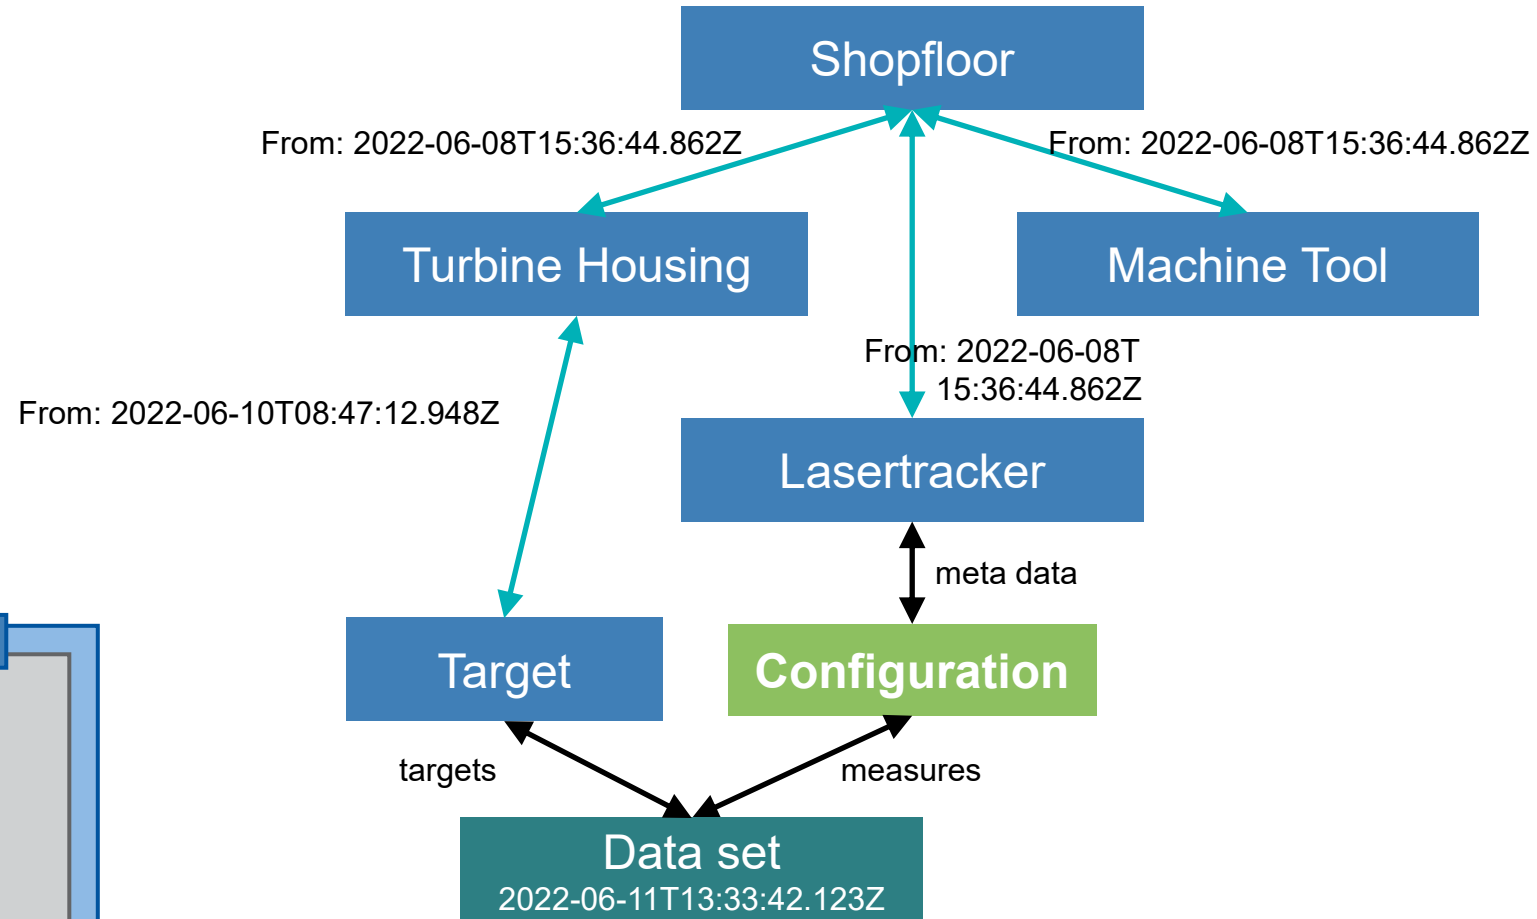 Shopfloor
From: 2022-06-08T15:36:44.862Z
From: 2022-06-08T15:36:44.862Z
Turbine Housing
Machine Tool
From: 2022-06-08T
15:36:44.862Z
From: 2022-06-10T08:47:12.948Z
Lasertracker
meta data
Target
Configuration
targets
measures
Data set
2022-06-11T13:33:42.123Z